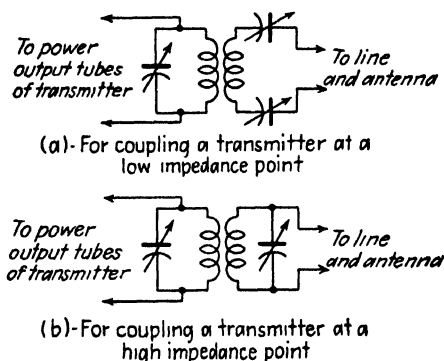 To power
output tubes
of transmitter
To line
and antenna
(a)-For coupling a transmitter at a
low impedance point
To power
output tubes
of transmitter
To line
and antenna
(b)-For coupling a transmitter at a
high impedance point